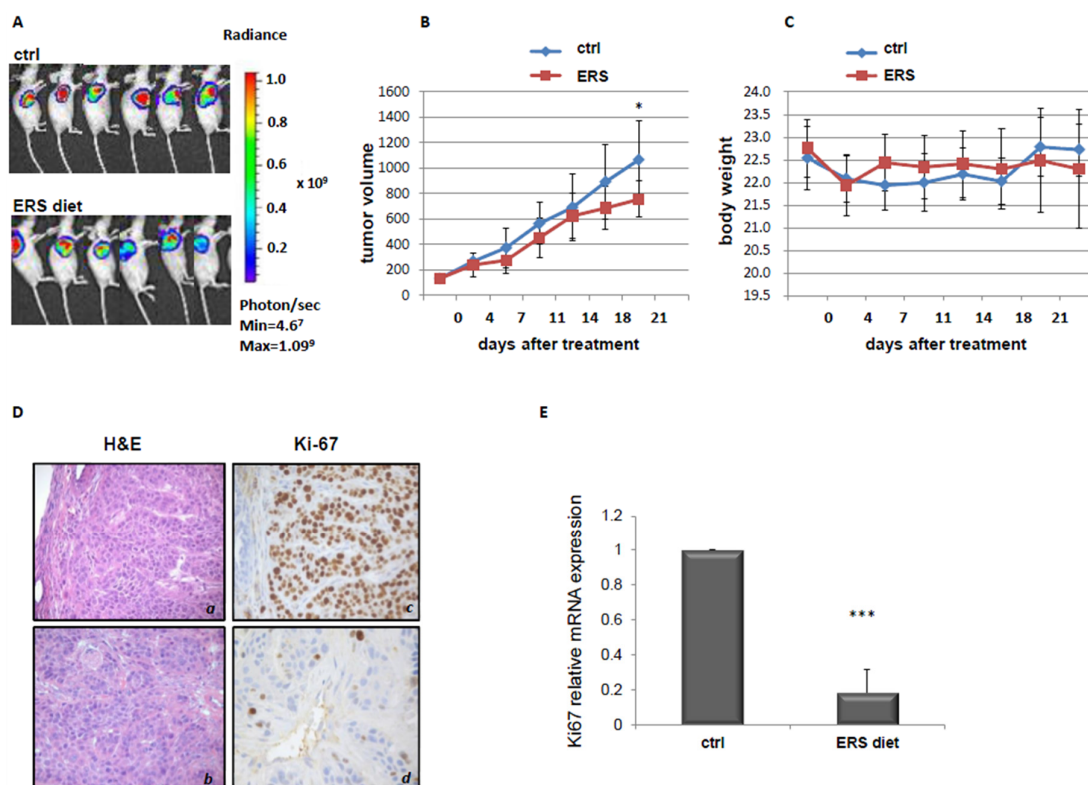 A
ctrl
Radiance
1.0
0.8
0.6
x 10⁹
0.4
0.2
ERS diet
Photon/sec
Min=4.6⁷
Max=1.09⁹
B
ctrl
ERS
*
1600
1400
1200
1000
800
600
400
200
0
tumor volume
0 4 7 11 14 18 21
days after treatment
C
ctrl
ERS
24.0
23.5
23.0
22.5
22.0
21.5
21.0
20.5
20.0
19.5
body weight
0 4 7 11 14 18 21
days after treatment
D
H&E Ki-67
a c
b d
E
Ki67 relative mRNA expression
1.2
1
0.8
0.6
0.4
0.2
0
***
ctrl ERS diet